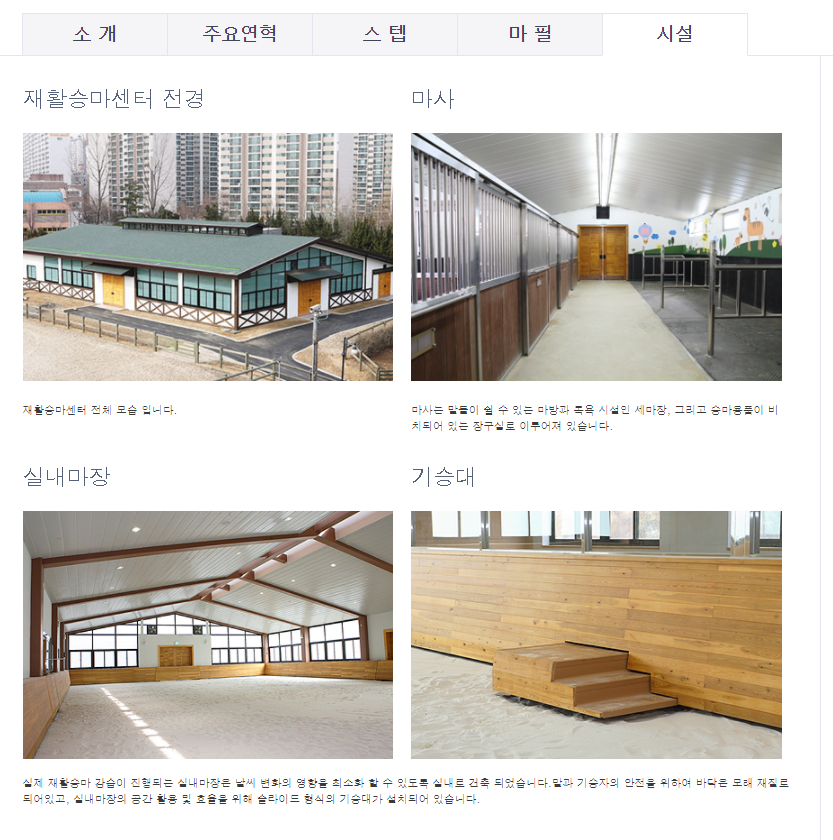 소 개
주요연혁
스 텝
마 필
시설
재활승마센터 전경
마사
재활승마센터 전체 모습 입니다.
마사는 말들이 쉴 수 있는 마방과 목욕 시설인 세마장, 그리고 승마용품이 비
치되어 있는 장구실로 이루어져 있습니다.
실내마장
기승대
실제 재활승마 강습이 진행되는 실내마장은 날씨 변화의 영향을 최소화 할 수 있도록 실내로 건축 되었습니다.말과 기승자의 안전을 위하여 바닥은 모래 재질로
되어있고, 실내마장의 공간 활용 및 효율을 위해 슬라이드 형식의 기승대가 설치되어 있습니다.